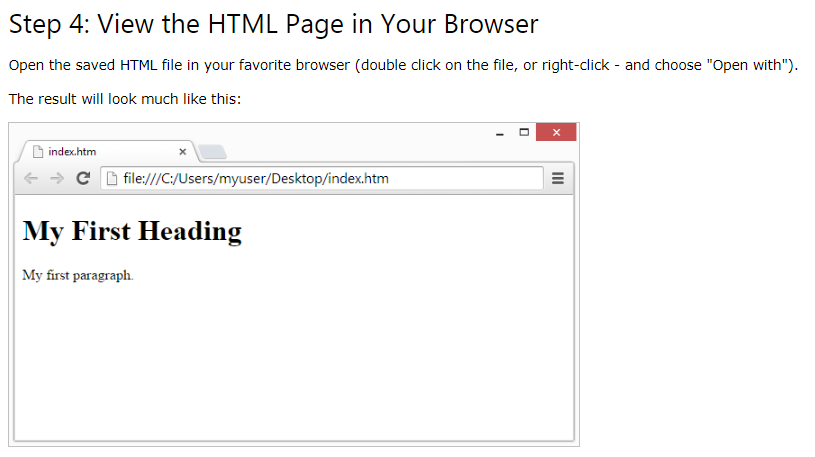 Step 4: View the HTML Page in Your Browser
Open the saved HTML file in your favorite browser (double click on the file, or right-click - and choose "Open with").
The result will look much like this:
index.htm
file:///C:/Users/myuser/Desktop/index.htm
My First Heading
My first paragraph.